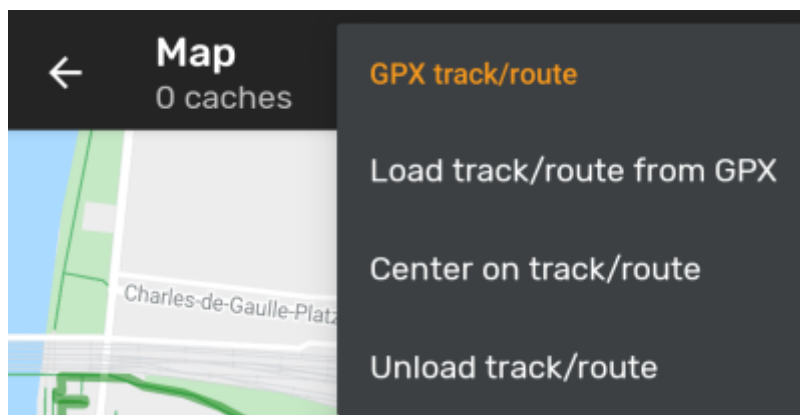 Map
0 caches
GPX track/route
Load track/route from GPX
Center on track/route
Unload track/route
Charles-de-Gaulle-Platz